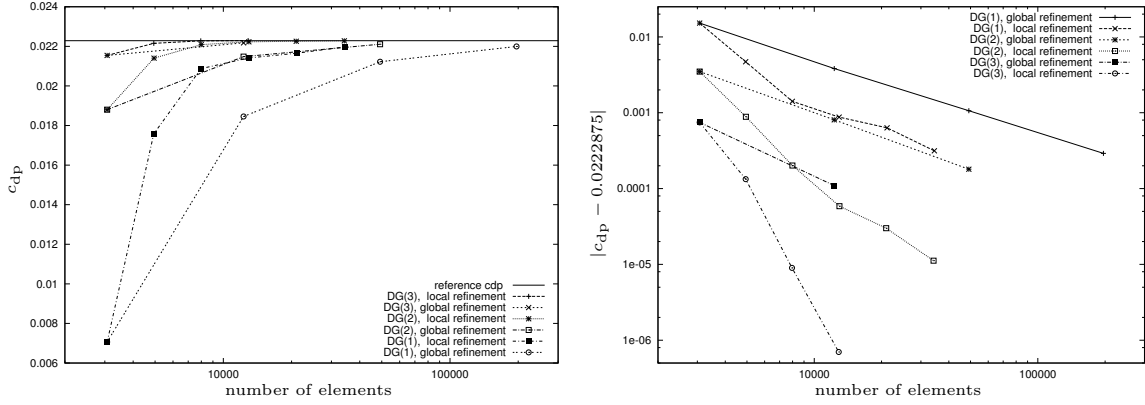 0.024
0.022
0.02
0.018
0.016
0.014
0.012
0.01
0.008
0.006
c_dp
10000
100000
number of elements
reference cdp
DG(3), local refinement
DG(3), global refinement
DG(2), local refinement
DG(2), global refinement
DG(1), local refinement
DG(1), global refinement
0.01
0.001
0.0001
1e-05
1e-06
|c_dp − 0.0222875|
10000
100000
number of elements
DG(1), global refinement
DG(1), local refinement
DG(2), global refinement
DG(2), local refinement
DG(3), global refinement
DG(3), local refinement